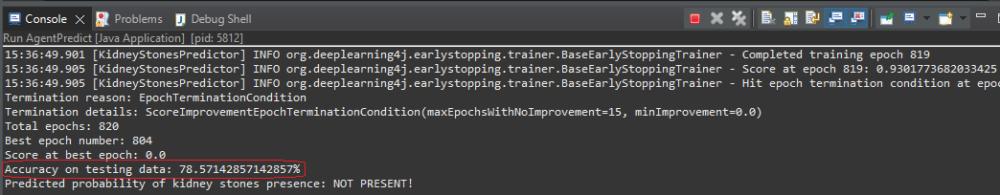 Console Problems Debug Shell
Run AgentPredict [Java Application] [pid: 5812]
15:36:49.901 [KidneyStonesPredictor] INFO org.deeplearning4j.earlystopping.trainer.BaseEarlyStoppingTrainer - Completed training epoch 819
15:36:49.905 [KidneyStonesPredictor] INFO org.deeplearning4j.earlystopping.trainer.BaseEarlyStoppingTrainer - Score at epoch 819: 0.9301773682033425
15:36:49.905 [KidneyStonesPredictor] INFO org.deeplearning4j.earlystopping.trainer.BaseEarlyStoppingTrainer - Hit epoch termination condition at epoc
Termination reason: EpochTerminationCondition
Termination details: ScoreImprovementEpochTerminationCondition(maxEpochsWithNoImprovement=15, minImprovement=0.0)
Total epochs: 820
Best epoch number: 804
Score at best epoch: 0.0
Accuracy on testing data: 78.57142857142857%
Predicted probability of kidney stones presence: NOT PRESENT!